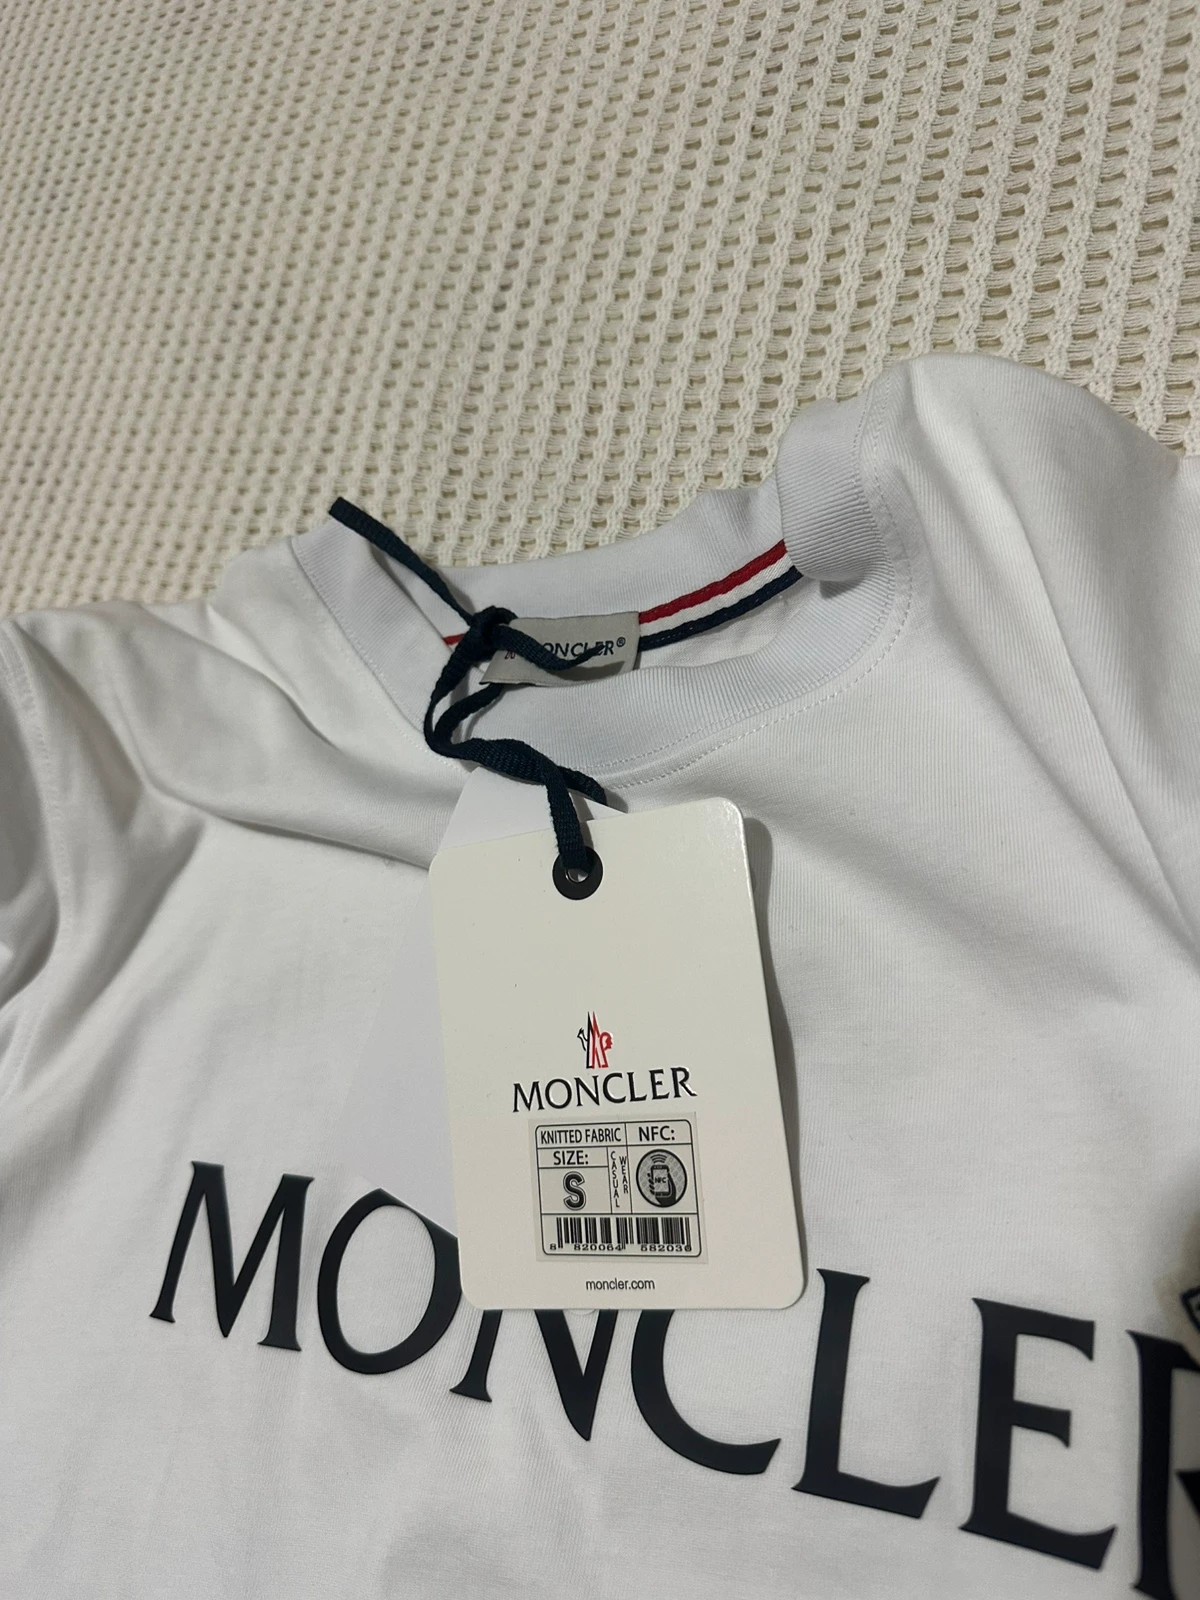 MONCLER®
MONCLER
KNITTED FABRIC NFC:
SIZE: CASUAL WEAR
S NFC
8 820064 582036
moncler.com
MONCLER